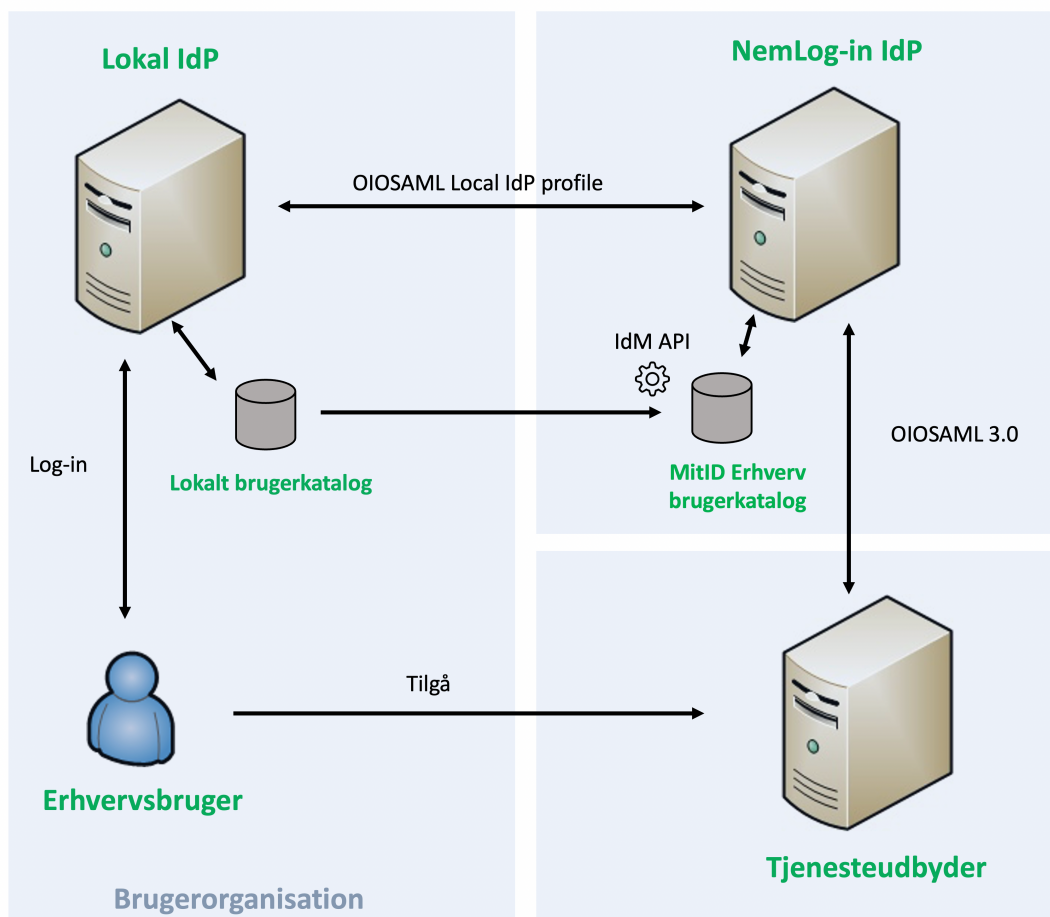 Lokal IdP
NemLog-in IdP
OIOSAML Local IdP profile
IdM API
OIOSAML 3.0
Log-in
Lokalt brugerkatalog
MitID Erhverv
brugerkatalog
Tilgå
Erhvervsbruger
Tjenesteudbyder
Brugerorganisation